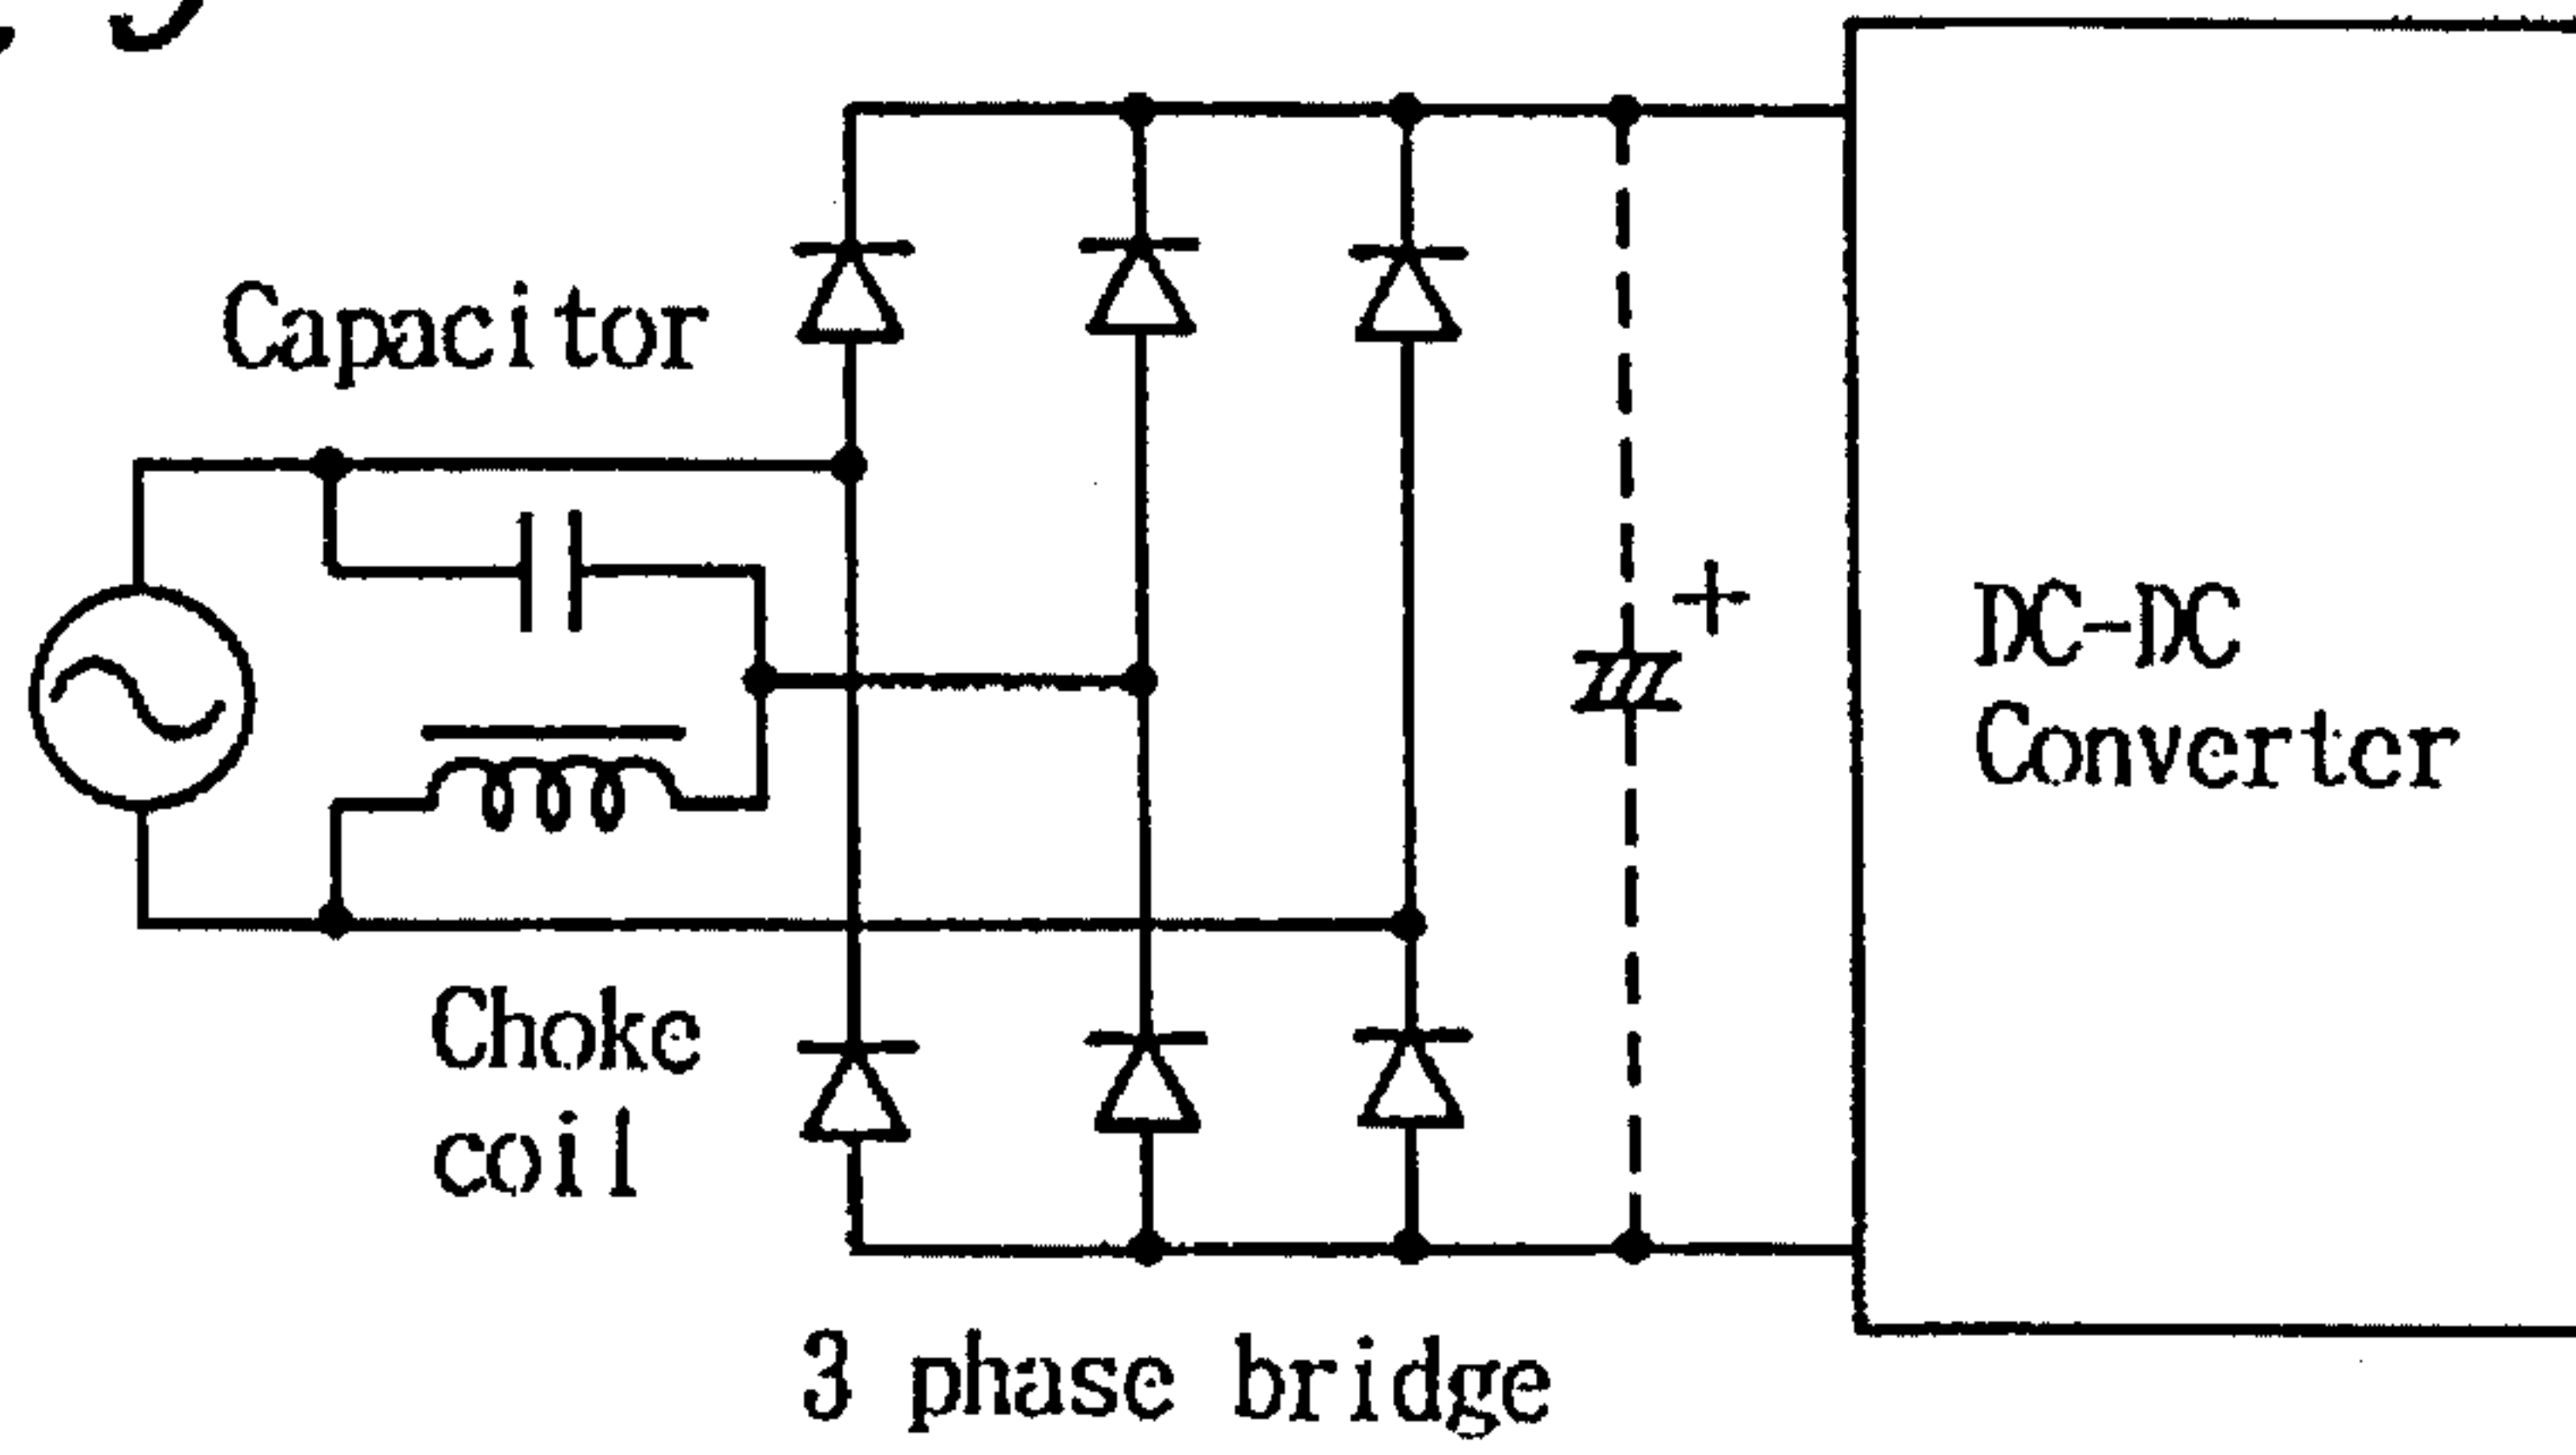 Capacitor
+
DC-DC
Converter
Choke
coil
3 phase bridge